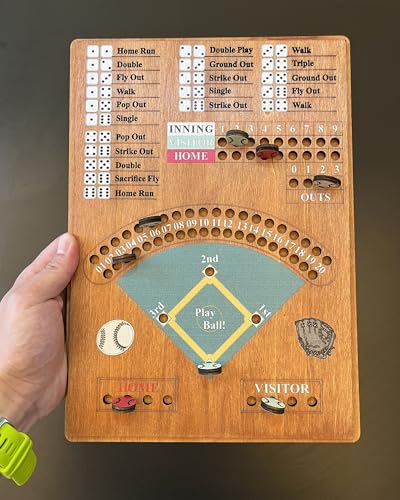 Home Run
Double
Fly Out
Walk
Pop Out
Single
Pop Out
Strike Out
Double
Sacrifice Fly
Home Run
Double Play
Ground Out
Strike Out
Single
Strike Out
Walk
Triple
Ground Out
Fly Out
Walk
INNING 1 2 3 4 5 6 7 8 9
VISITOR
HOME
0 1 2 3
OUTS
01 02 03 04 05 06 07 08 09 10 11 12 13 14 15 16 17 18 19 20
2nd
3rd
1st
Play
Ball!
HOME
VISITOR